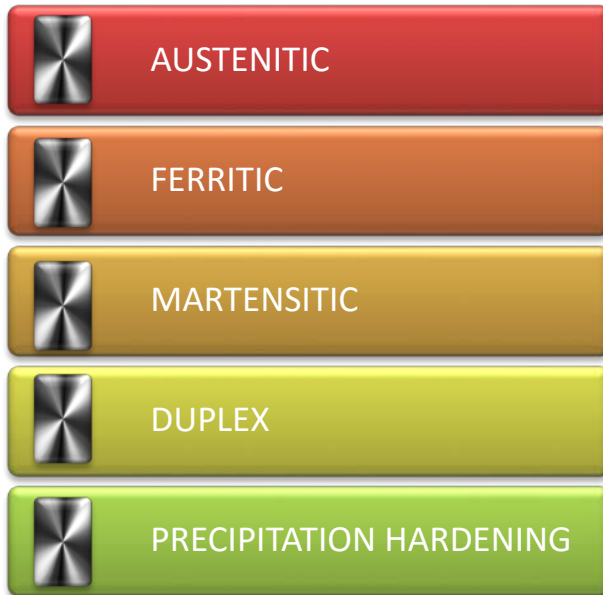 AUSTENITIC
FERRITIC
MARTENSITIC
DUPLEX
PRECIPITATION HARDENING